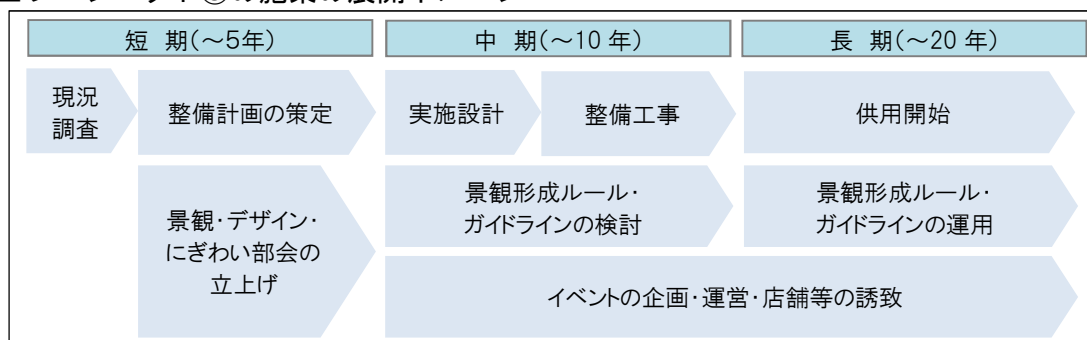 短 期(～5年)
中 期(～10 年)
長 期(～20 年)
現況
調査
整備計画の策定
実施設計
整備工事
供用開始
景観・デザイン・
にぎわい部会の
立上げ
景観形成ルール・
ガイドラインの検討
景観形成ルール・
ガイドラインの運用
イベントの企画・運営・店舗等の誘致